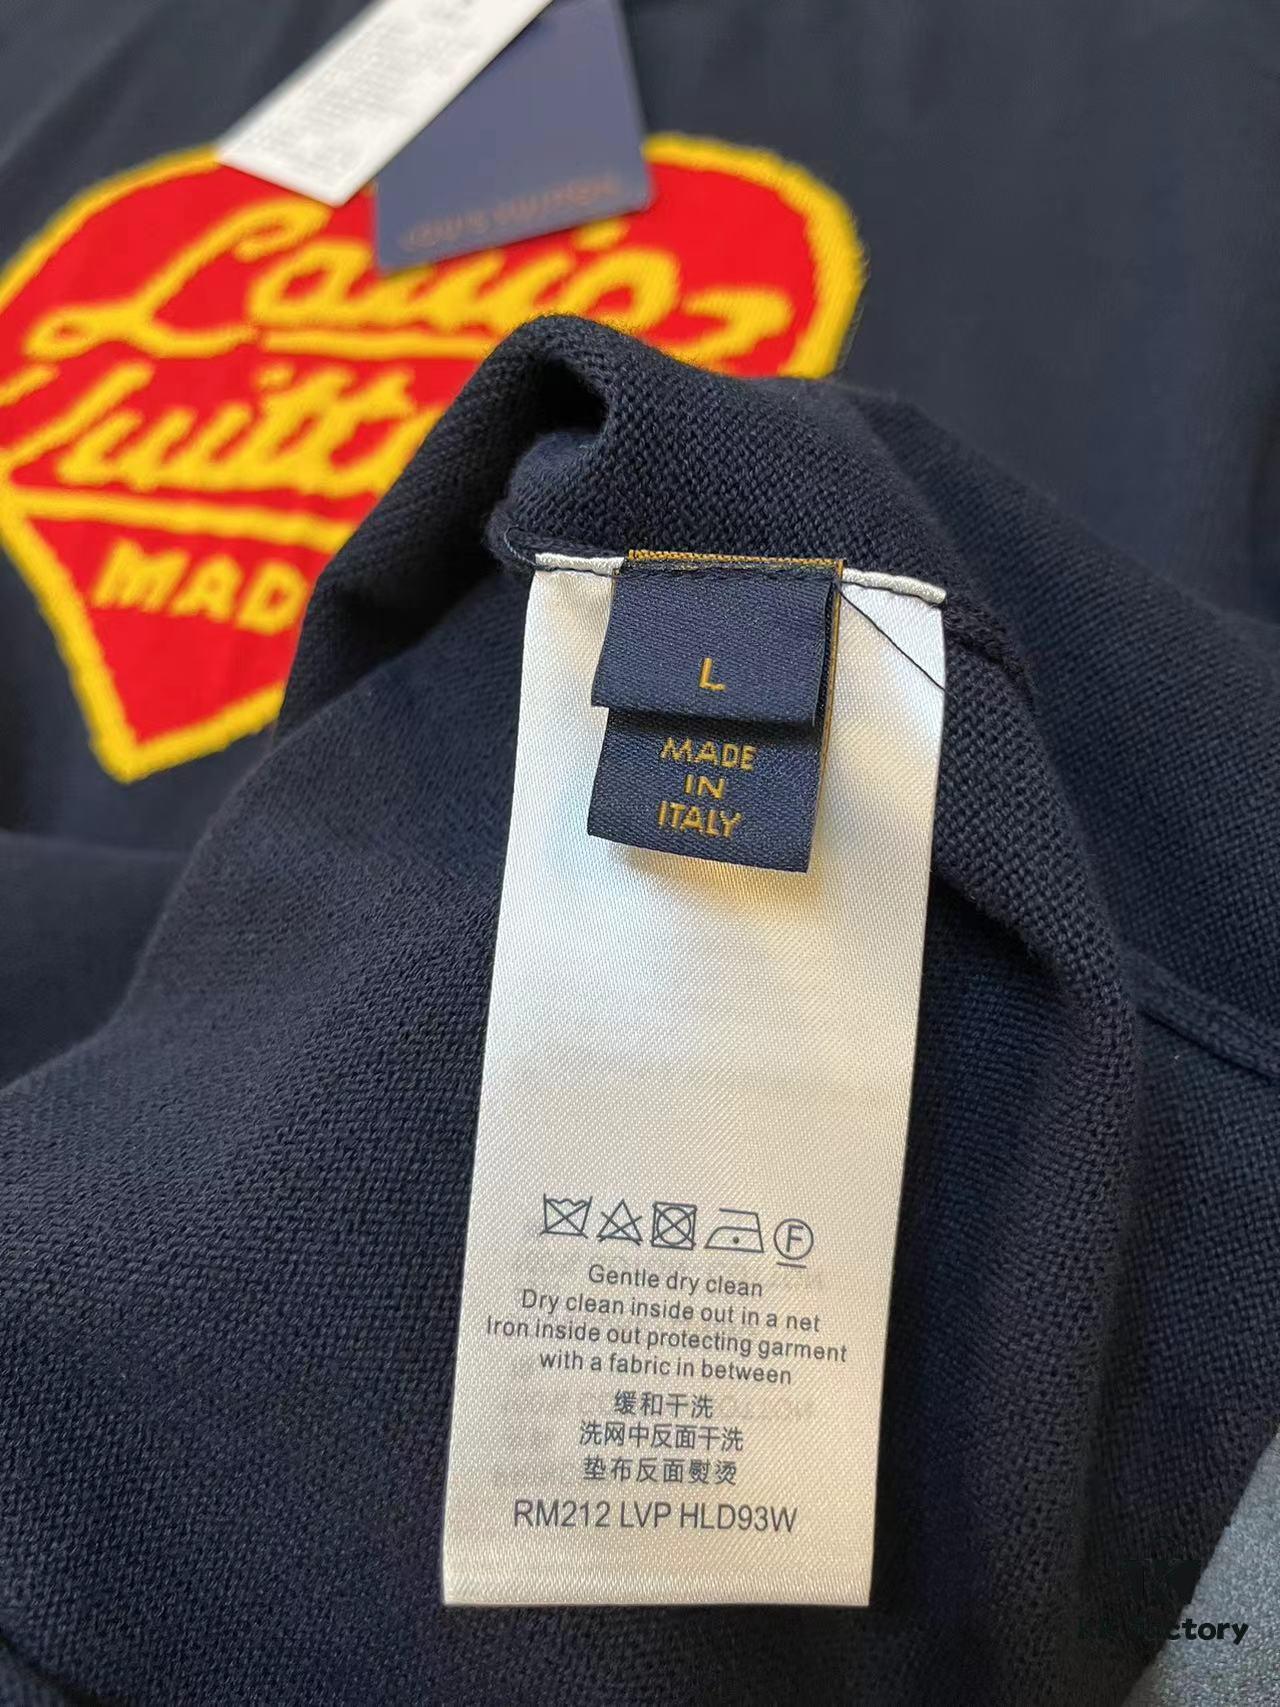 LOUIS VUITTON
Louis
Vuitt
MAD
L
MADE
IN
ITALY
F
Gentle dry clean
Dry clean inside out in a net
Iron inside out protecting garment
with a fabric in between
缓和干洗
洗网中反面干洗
垫布反面熨烫
RM212 LVP HLD93W